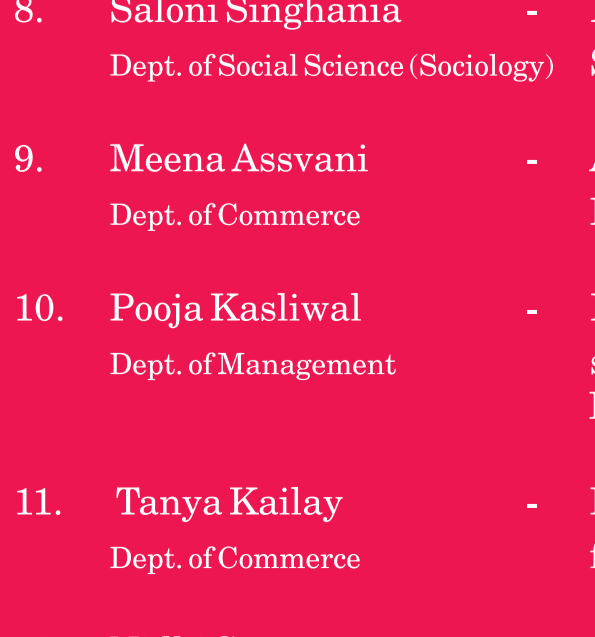 8. Saloni Singhania -
Dept. of Social Science (Sociology)
9. Meena Assvani -
Dept. of Commerce
10. Pooja Kasliwal -
Dept. of Management
11. Tanya Kailay -
Dept. of Commerce